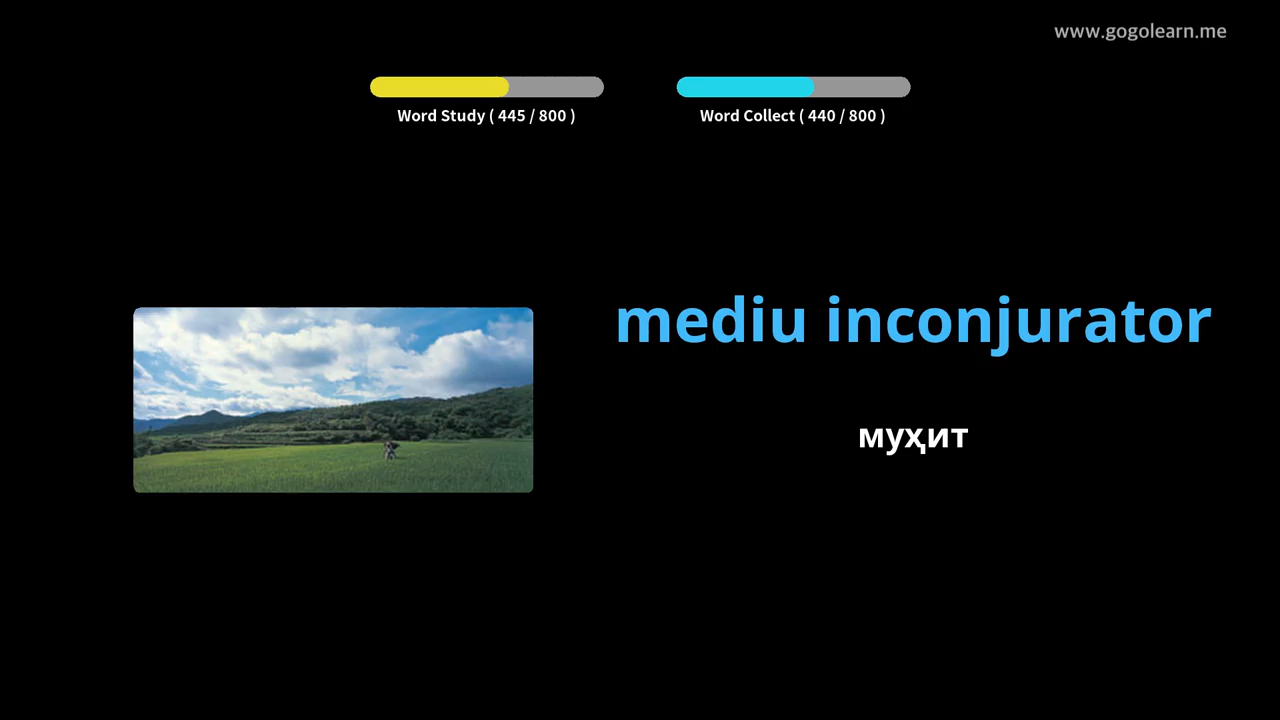 www.gogolearn.me
Word Study ( 445 / 800 )
Word Collect ( 440 / 800 )
mediu inconjurator
муҳит